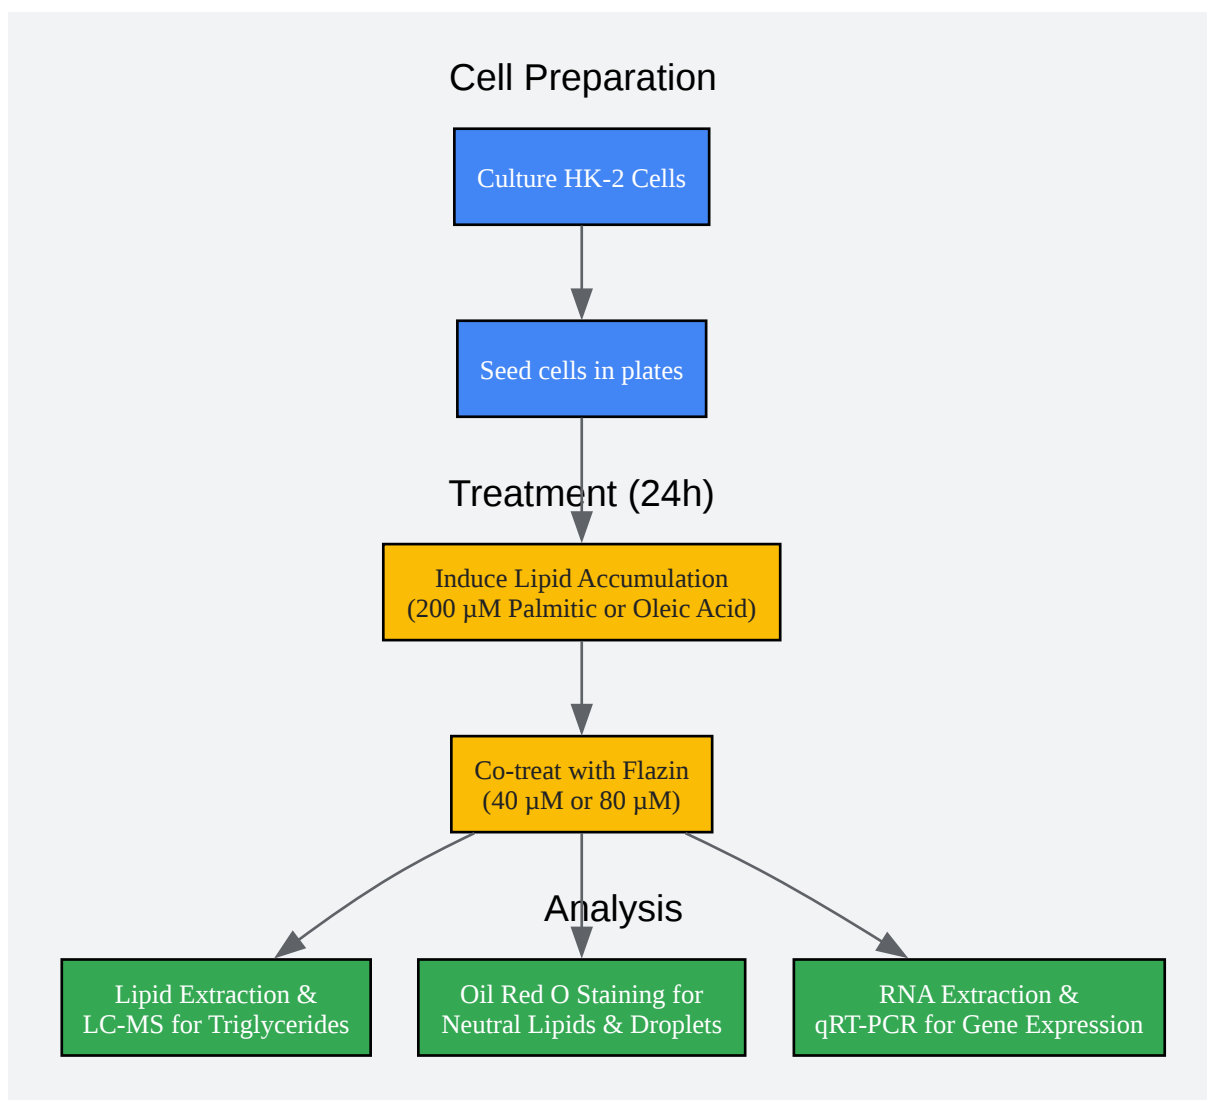 Cell Preparation
Culture HK-2 Cells
Seed cells in plates
Treatment (24h)
Induce Lipid Accumulation
(200 µM Palmitic or Oleic Acid)
Co-treat with Flazin
(40 µM or 80 µM)
Analysis
Lipid Extraction &
LC-MS for Triglycerides
Oil Red O Staining for
Neutral Lipids & Droplets
RNA Extraction &
qRT-PCR for Gene Expression